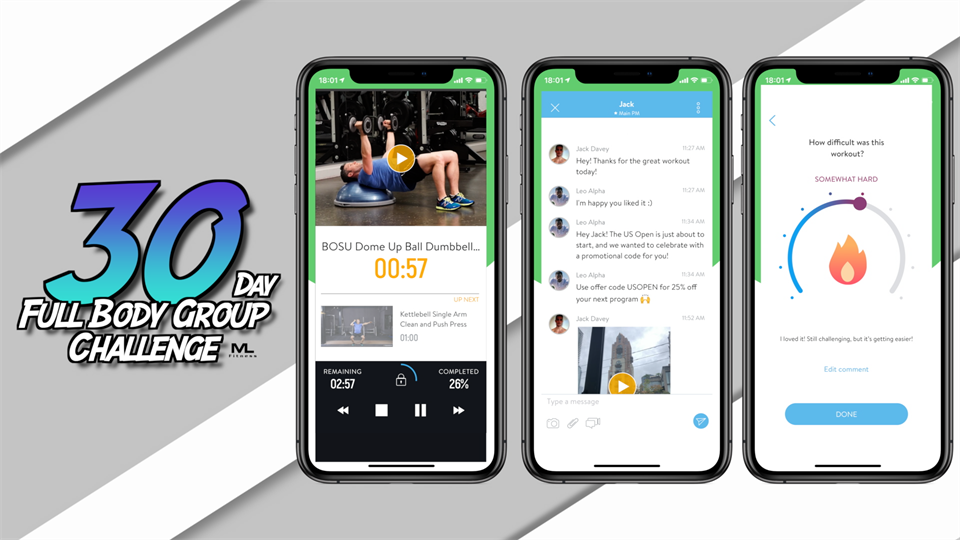 30
DAY
FULL BODY GROUP
CHALLENGE
ML
Fitness
18:01
BOSU Dome Up Ball Dumbbell...
00:57
UP NEXT
Kettlebell Single Arm
Clean and Push Press
01:00
REMAINING
02:57
COMPLETED
26%
18:01
Jack
Main PM
Jack Davey 11:27 AM
Hey! Thanks for the great workout
today!
Leo Alpha 11:27 AM
I'm happy you liked it :)
Leo Alpha 11:34 AM
Hey Jack! The US Open is just about to
start, and we wanted to celebrate with
a promotional code for you!
Leo Alpha 11:34 AM
Use offer code USOPEN for 25% off
your next program 🙌
Jack Davey 11:52 AM
Type a message
18:01
How difficult was this
workout?
SOMEWHAT HARD
I loved it! Still challenging, but it's getting easier!
Edit comment
DONE